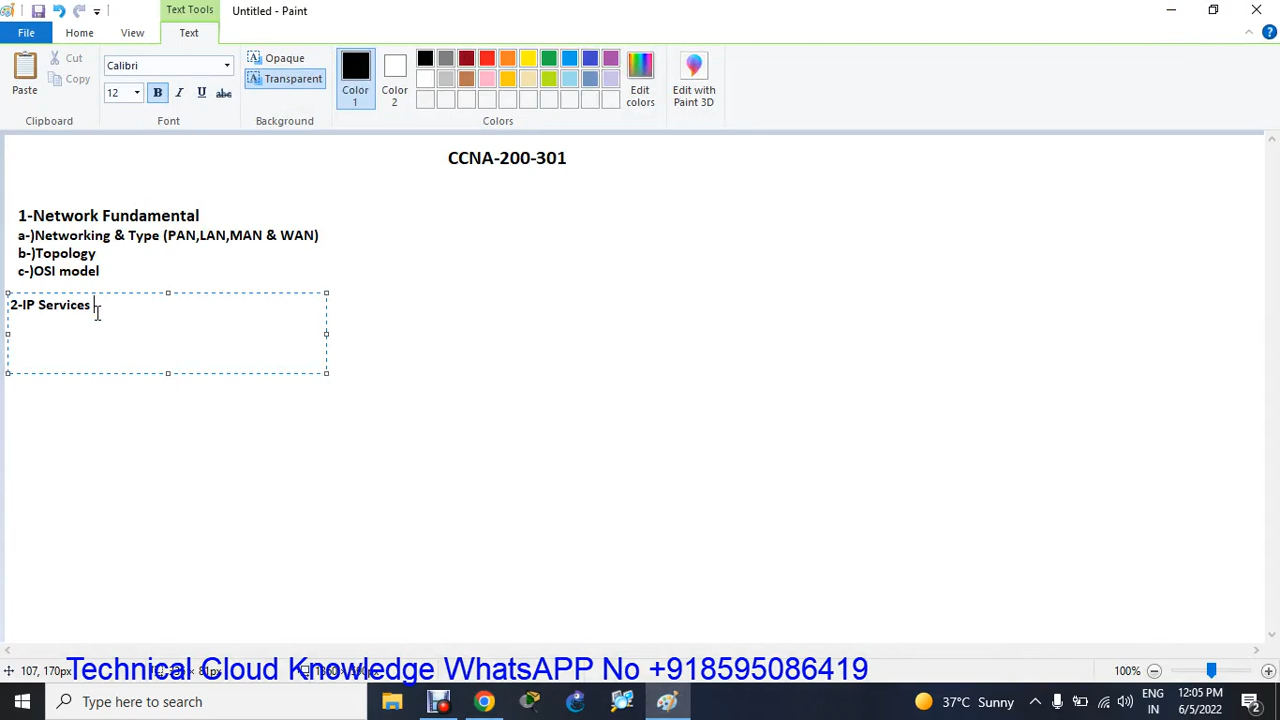 Text Tools
Untitled - Paint
File
Home
View
Text
Paste
Cut
Copy
Clipboard
Calibri
12
B
I
U
abc
Font
Opaque
Transparent
Background
Color 1
Color 2
Edit colors
Colors
Edit with Paint 3D
CCNA-200-301
1-Network Fundamental
a-)Networking & Type (PAN,LAN,MAN & WAN)
b-)Topology
c-)OSI model
2-IP Services
107, 170px
81px
100%
Technical Cloud Knowledge WhatsAPP No +918595086419
Type here to search
37°C Sunny
ENG
IN
12:05 PM
6/5/2022
2